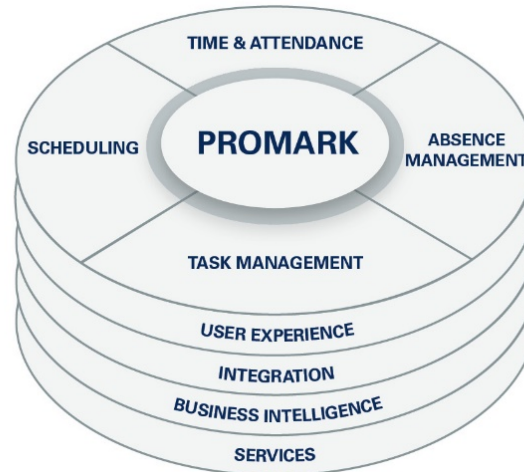 TIME & ATTENDANCE
SCHEDULING
PROMARK
ABSENCE
MANAGEMENT
TASK MANAGEMENT
USER EXPERIENCE
INTEGRATION
BUSINESS INTELLIGENCE
SERVICES